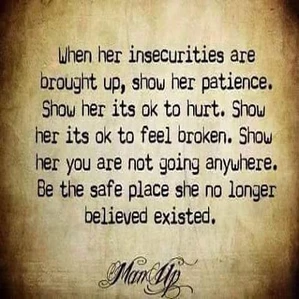 When her insecurities are
brought up, show her patience.
Show her its ok to hurt. Show
her its ok to feel broken. Show
her you are not going anywhere.
Be the safe place she no longer
believed existed.
Man Up